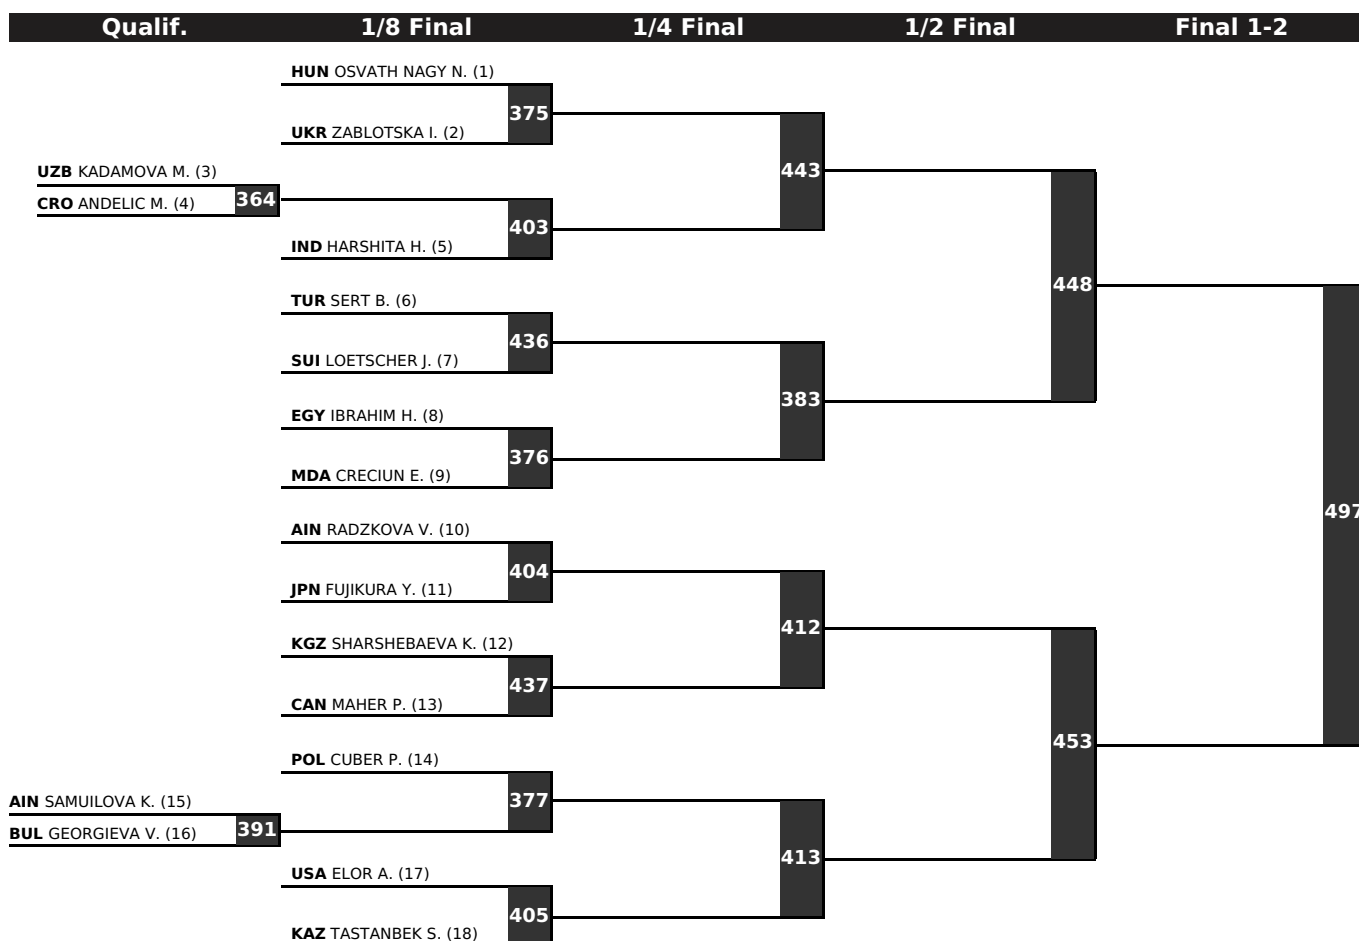 Qualif. 1/8 Final 1/4 Final 1/2 Final Final 1-2
HUN OSVATH NAGY N. (1)
375
UKR ZABLOTSKA I. (2)
UZB KADAMOVA M. (3)
443
364
CRO ANDELIC M. (4)
403
IND HARSHITA H. (5)
448
TUR SERT B. (6)
436
SUI LOETSCHER J. (7)
383
EGY IBRAHIM H. (8)
376
MDA CRECIUN E. (9)
497
AIN RADZKOVA V. (10)
404
JPN FUJIKURA Y. (11)
412
KGZ SHARSHEBAEVA K. (12)
437
CAN MAHER P. (13)
453
POL CUBER P. (14)
377
AIN SAMUILOVA K. (15)
391
BUL GEORGIEVA V. (16)
413
USA ELOR A. (17)
405
KAZ TASTANBEK S. (18)